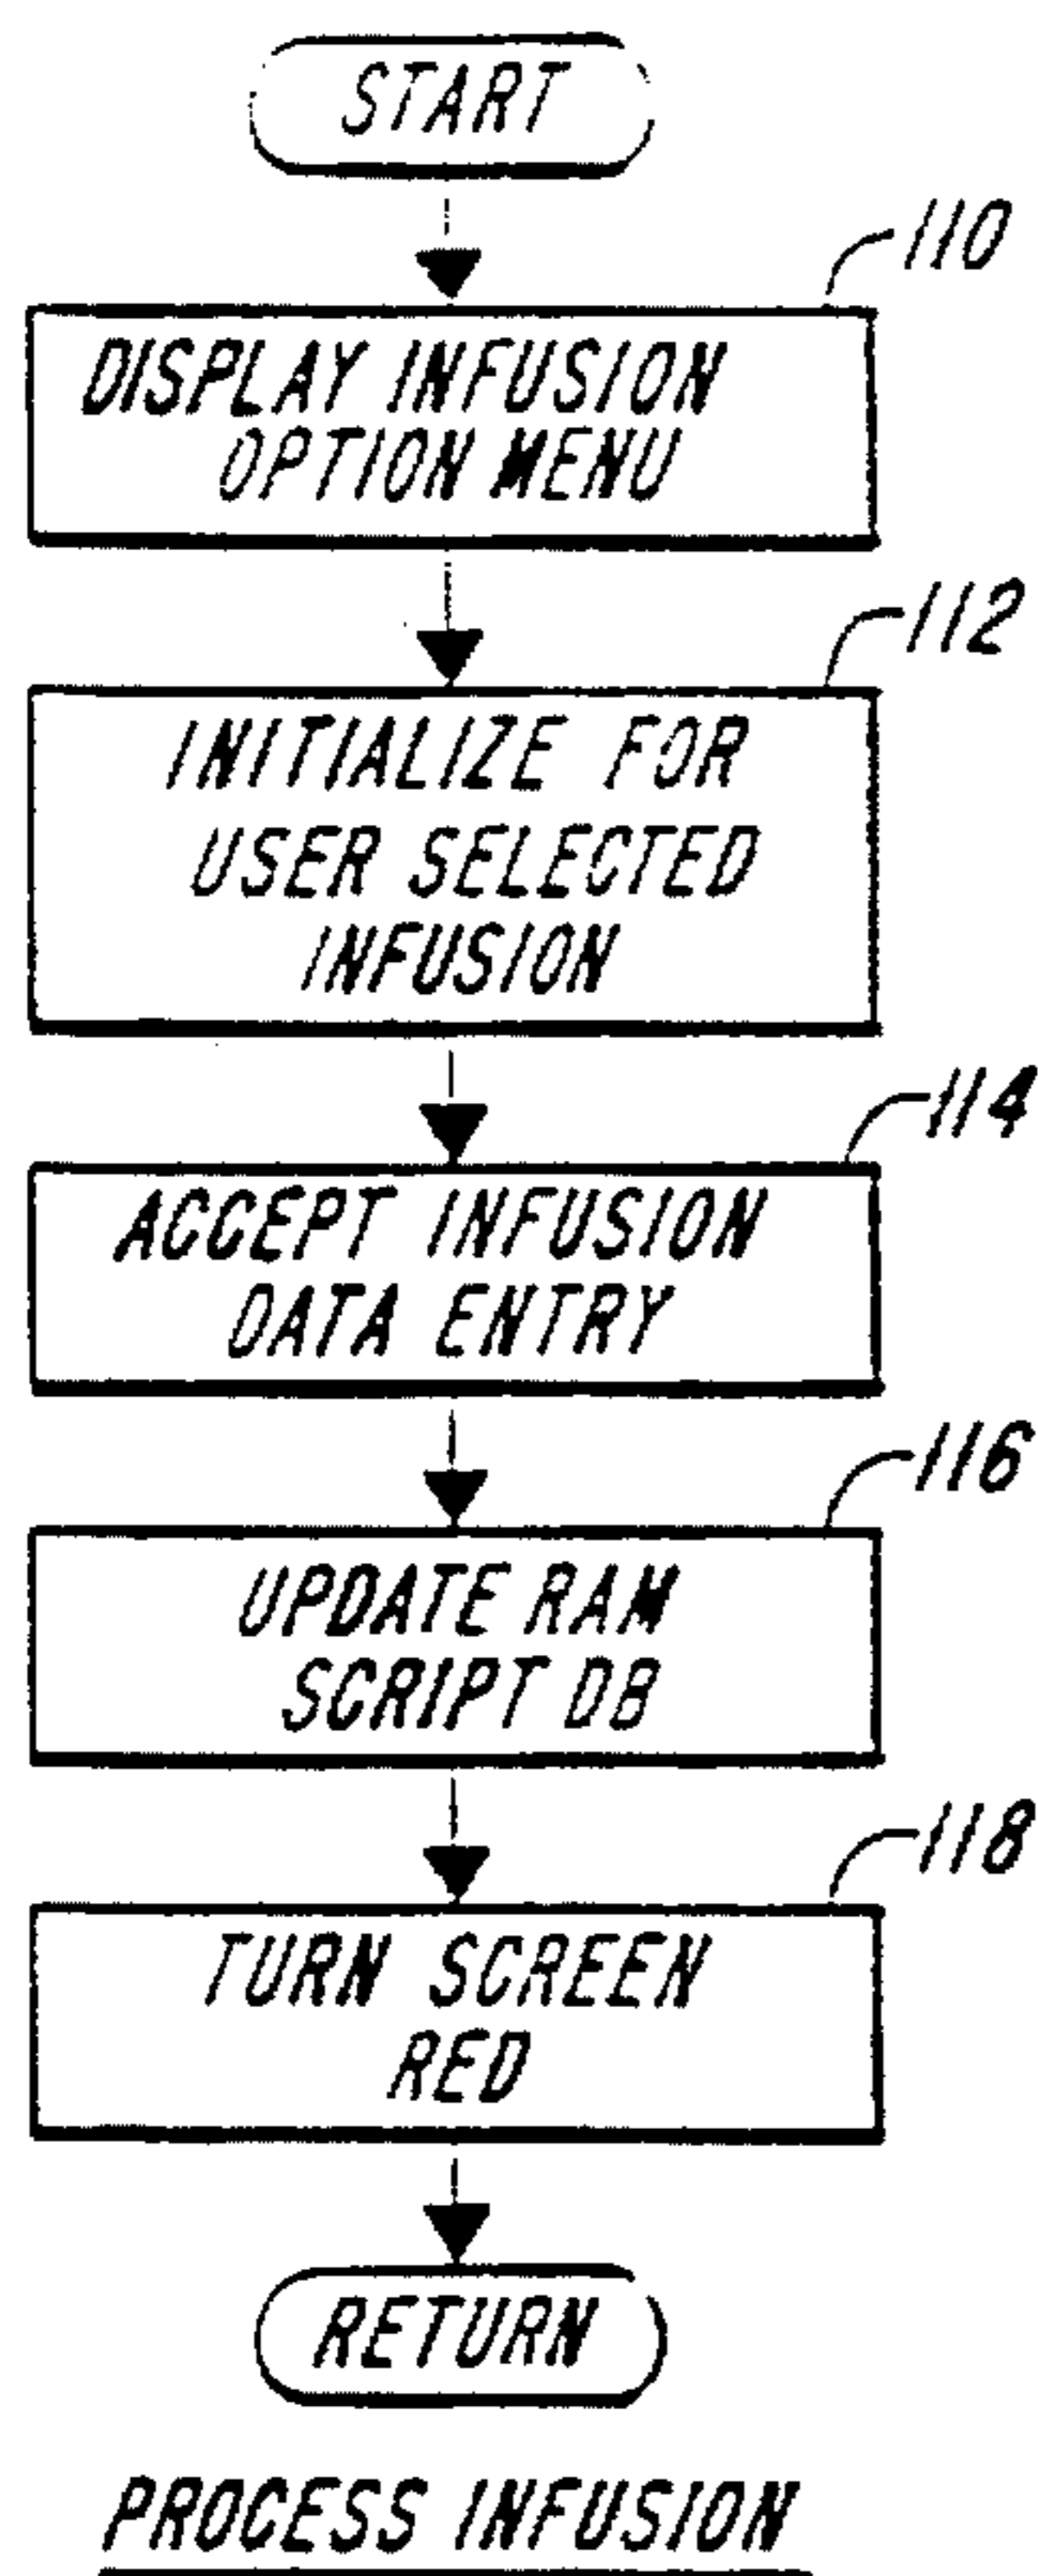 START
110
DISPLAY INFUSION
OPTION MENU
112
INITIALIZE FOR
USER SELECTED
INFUSION
114
ACCEPT INFUSION
DATA ENTRY
116
UPDATE RAM
SCRIPT DB
118
TURN SCREEN
RED
RETURN
PROCESS INFUSION